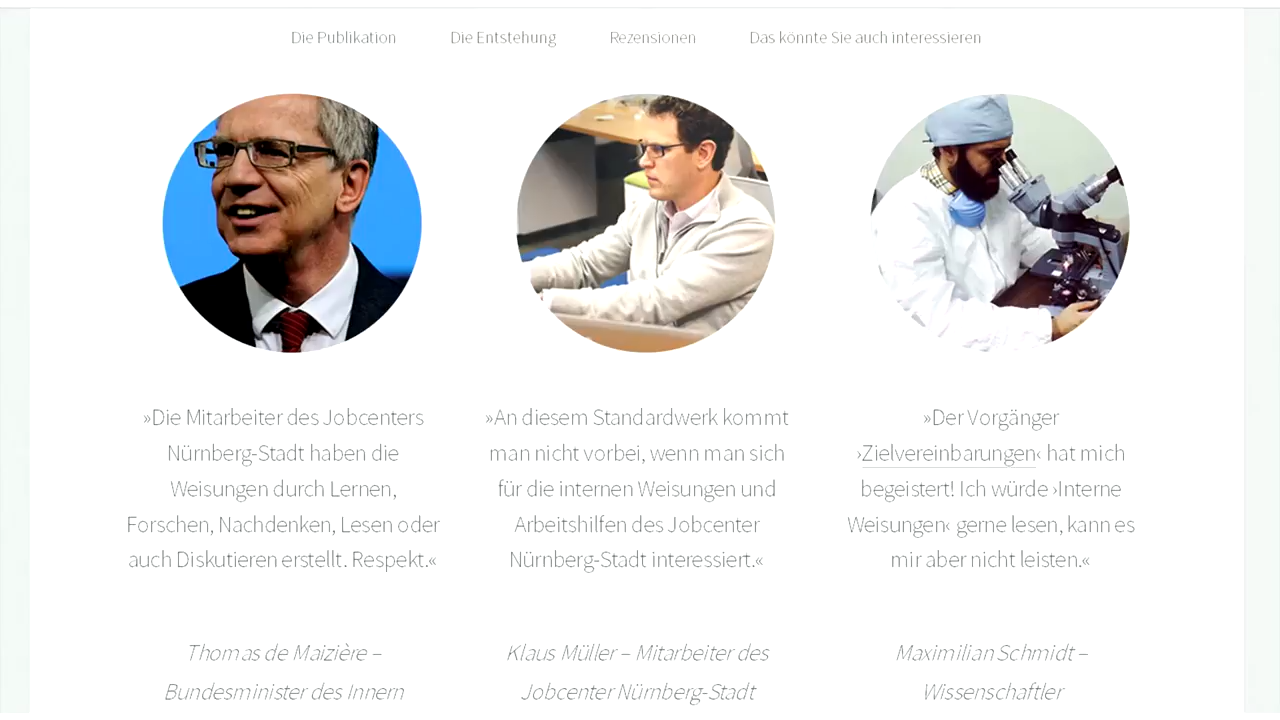 Die Publikation Die Entstehung Rezensionen Das könnte Sie auch interessieren
»Die Mitarbeiter des Jobcenters
Nürnberg-Stadt haben die
Weisungen durch Lernen,
Forschen, Nachdenken, Lesen oder
auch Diskutieren erstellt. Respekt.«
Thomas de Maizière –
Bundesminister des Innern
»An diesem Standardwerk kommt
man nicht vorbei, wenn man sich
für die internen Weisungen und
Arbeitshilfen des Jobcenter
Nürnberg-Stadt interessiert.«
Klaus Müller – Mitarbeiter des
Jobcenter Nürnberg-Stadt
»Der Vorgänger
›Zielvereinbarungen‹ hat mich
begeistert! Ich würde ›Interne
Weisungen‹ gerne lesen, kann es
mir aber nicht leisten.«
Maximilian Schmidt –
Wissenschaftler